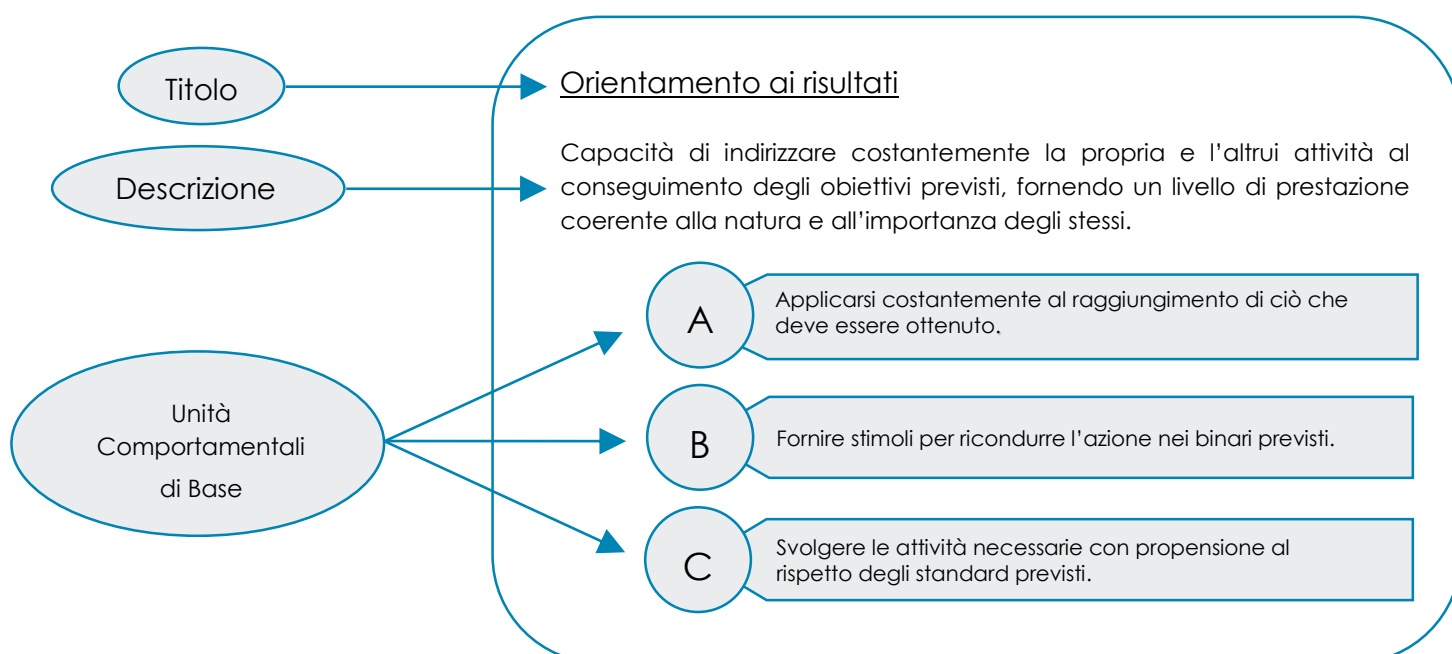 Titolo
Orientamento ai risultati
Descrizione
Capacità di indirizzare costantemente la propria e l'altrui attività al
conseguimento degli obiettivi previsti, fornendo un livello di prestazione
coerente alla natura e all'importanza degli stessi.
Unità
Comportamentali
di Base
A
Applicarsi costantemente al raggiungimento di ciò che
deve essere ottenuto.
B
Fornire stimoli per ricondurre l'azione nei binari previsti.
C
Svolgere le attività necessarie con propensione al
rispetto degli standard previsti.